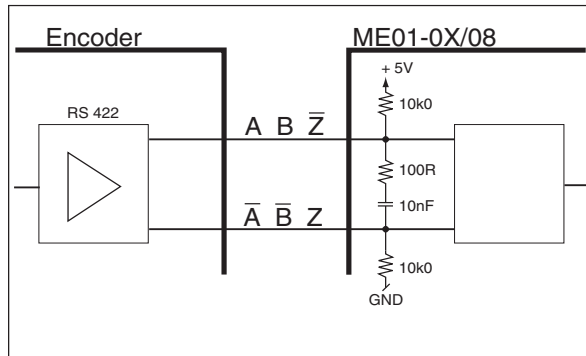 Encoder
ME01-0X/08
+ 5V
RS 422
10k0
A B Z̅
100R
10nF
A̅ B̅ Z
10k0
GND